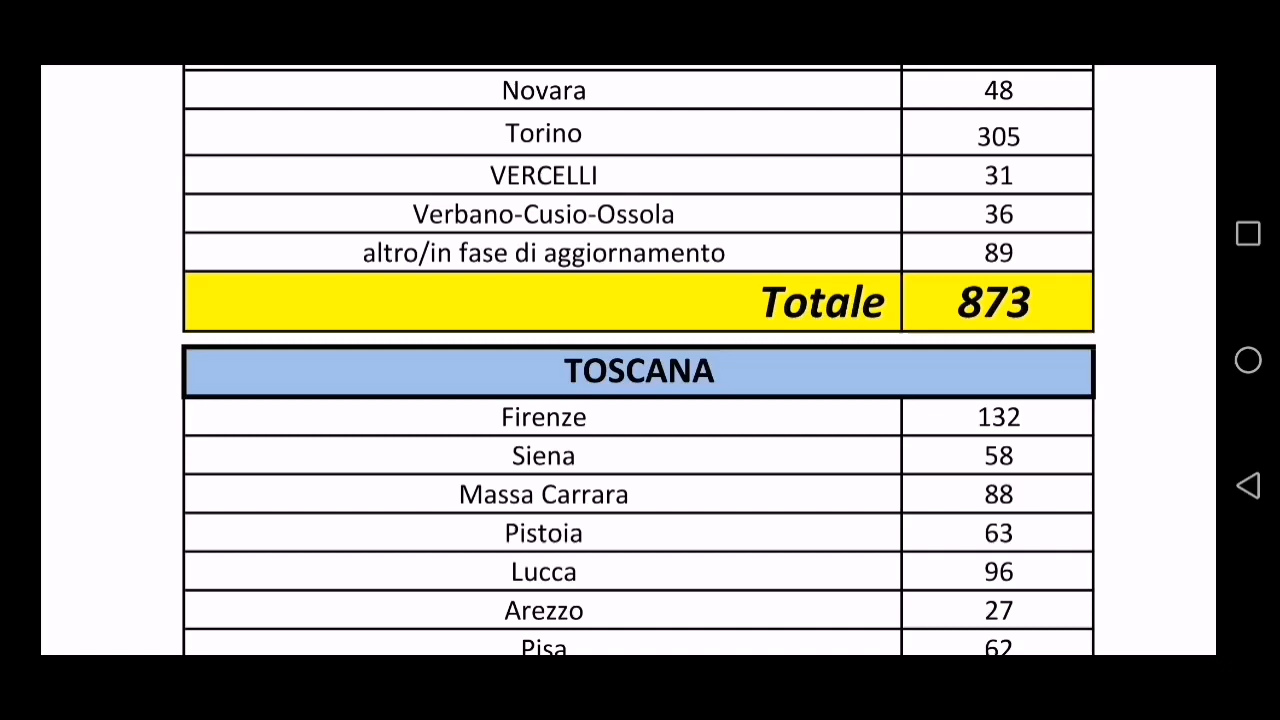 Novara 48
Torino 305
VERCELLI 31
Verbano-Cusio-Ossola 36
altro/in fase di aggiornamento 89
Totale 873
TOSCANA
Firenze 132
Siena 58
Massa Carrara 88
Pistoia 63
Lucca 96
Arezzo 27
Pisa 62